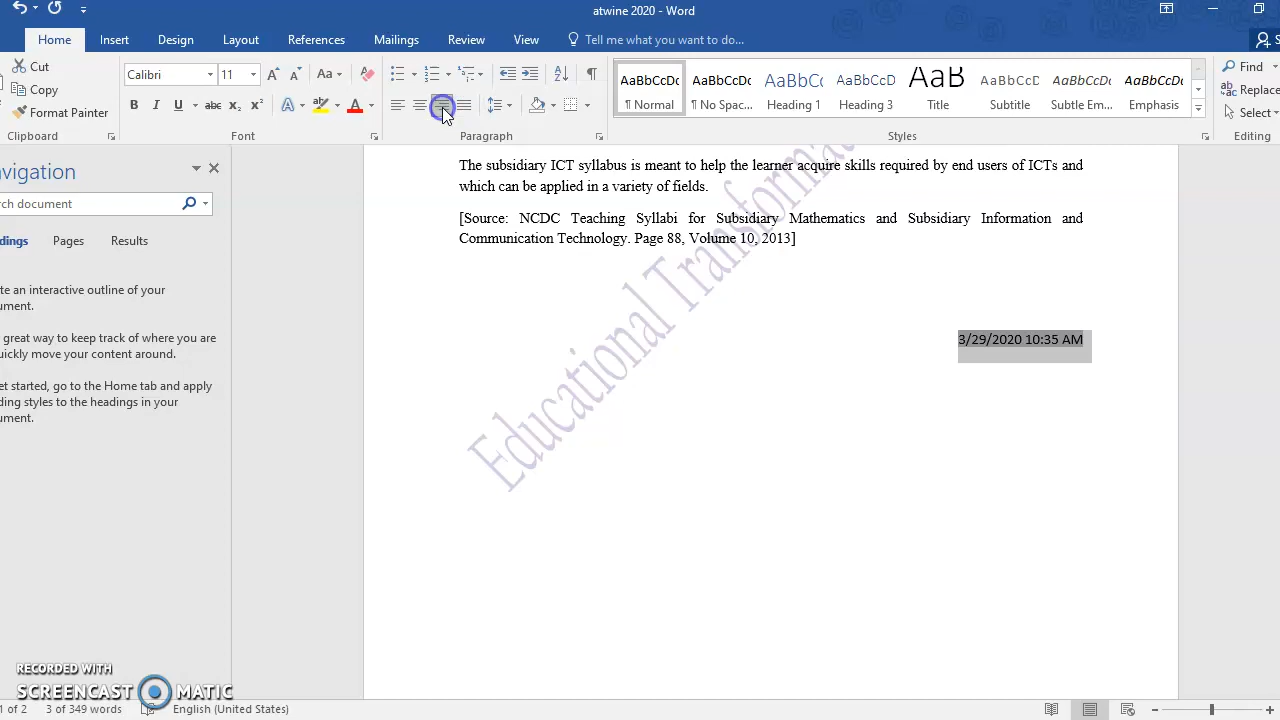 atwine 2020 - Word
Home Insert Design Layout References Mailings Review View Tell me what you want to do...
Cut
Copy
Format Painter
Clipboard
Calibri 11
Aa
B I U abc x₂ x² A A
Font
Paragraph
AaBbCcDc AaBbCcDc AaBbC( AaBbCcD AaB AaBbCcD AaBbCcDc AaBbCcDc
¶ Normal ¶ No Spac... Heading 1 Heading 3 Title Subtitle Subtle Em... Emphasis
Styles
Find
Replace
Select
Editing
avigation
rch document
dings Pages Results
te an interactive outline of your
ument.
great way to keep track of where you are
uickly move your content around.
et started, go to the Home tab and apply
ding styles to the headings in your
ument.
The subsidiary ICT syllabus is meant to help the learner acquire skills required by end users of ICTs and
which can be applied in a variety of fields.
[Source: NCDC Teaching Syllabi for Subsidiary Mathematics and Subsidiary Information and
Communication Technology. Page 88, Volume 10, 2013]
3/29/2020 10:35 AM
Educational Transformat
RECORDED WITH
SCREENCAST MATIC
1 of 2 3 of 349 words English (United States)